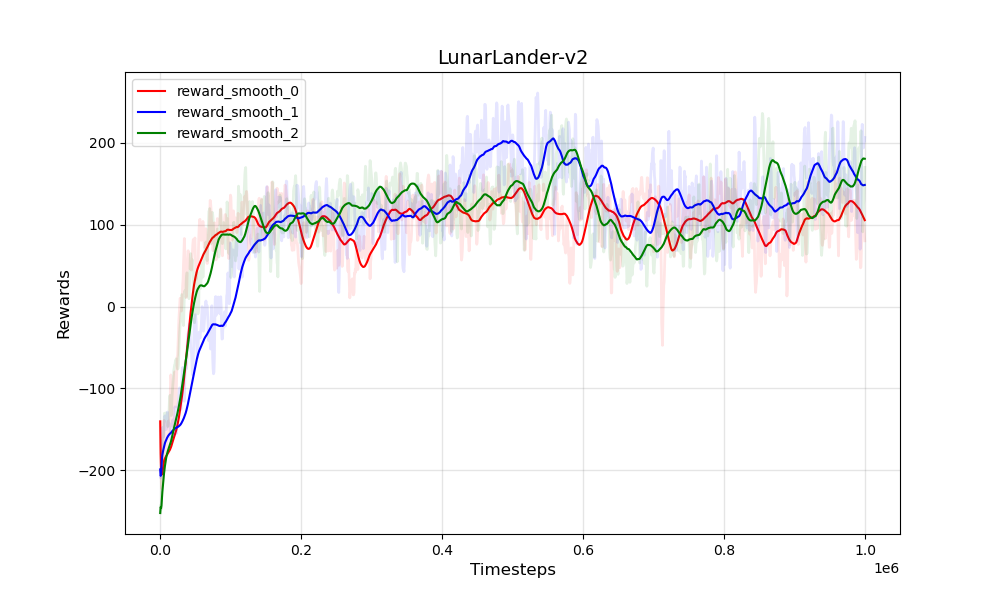 LunarLander-v2
reward_smooth_0
reward_smooth_1
reward_smooth_2
Rewards
200
100
0
−100
−200
0.0 0.2 0.4 0.6 0.8 1.0
1e6
Timesteps